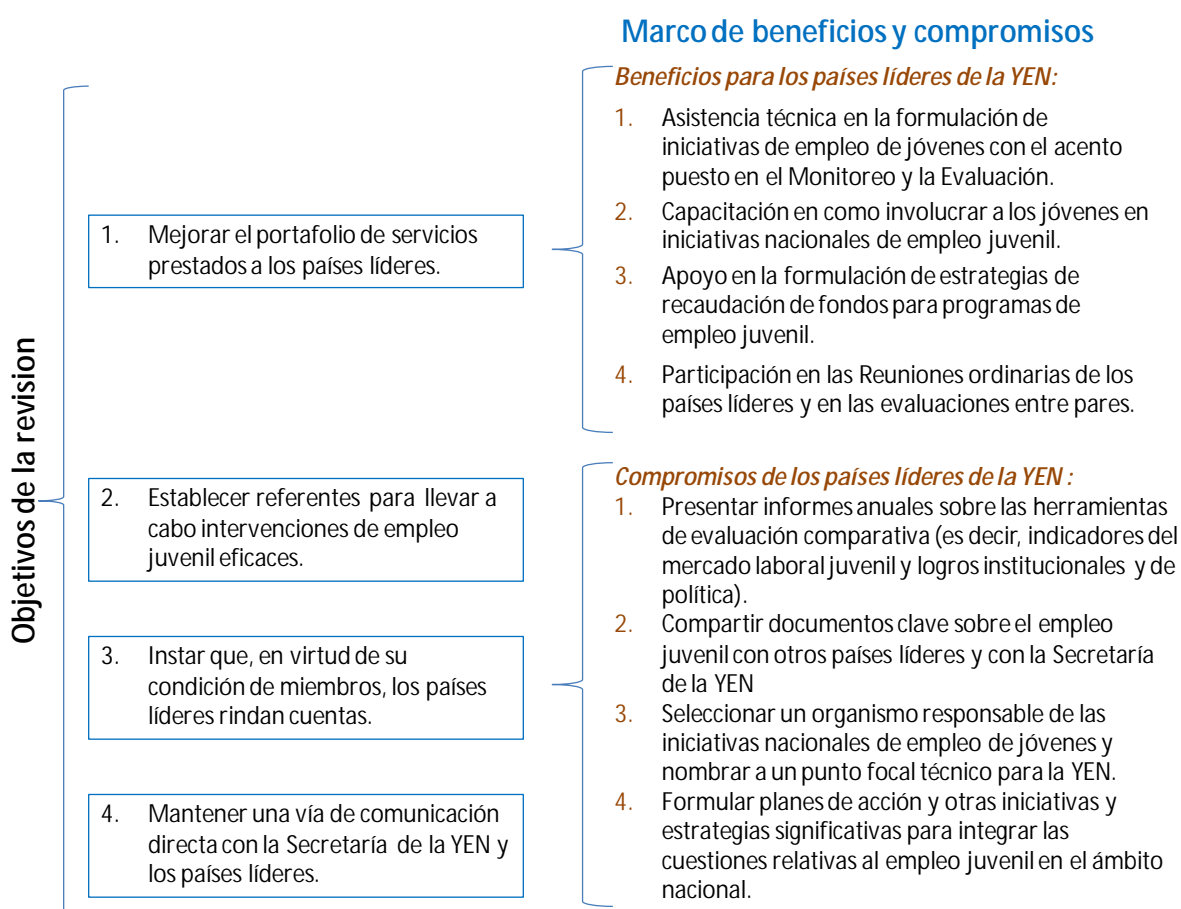 Marco de beneficios y compromisos
Objetivos de la revision
1. Mejorar el portafolio de servicios
prestados a los países líderes.
2. Establecer referentes para llevar a
cabo intervenciones de empleo
juvenil eficaces.
3. Instar que, en virtud de su
condición de miembros, los países
líderes rindan cuentas.
4. Mantener una vía de comunicación
directa con la Secretaría de la YEN y
los países líderes.
Beneficios para los países líderes de la YEN:
1. Asistencia técnica en la formulación de
iniciativas de empleo de jóvenes con el acento
puesto en el Monitoreo y la Evaluación.
2. Capacitación en como involucrar a los jóvenes en
iniciativas nacionales de empleo juvenil.
3. Apoyo en la formulación de estrategias de
recaudación de fondos para programas de
empleo juvenil.
4. Participación en las Reuniones ordinarias de los
países líderes y en las evaluaciones entre pares.
Compromisos de los países líderes de la YEN :
1. Presentar informes anuales sobre las herramientas
de evaluación comparativa (es decir, indicadores del
mercado laboral juvenil y logros institucionales y de
política).
2. Compartir documentos clave sobre el empleo
juvenil con otros países líderes y con la Secretaría
de la YEN
3. Seleccionar un organismo responsable de las
iniciativas nacionales de empleo de jóvenes y
nombrar a un punto focal técnico para la YEN.
4. Formular planes de acción y otras iniciativas y
estrategias significativas para integrar las
cuestiones relativas al empleo juvenil en el ámbito
nacional.